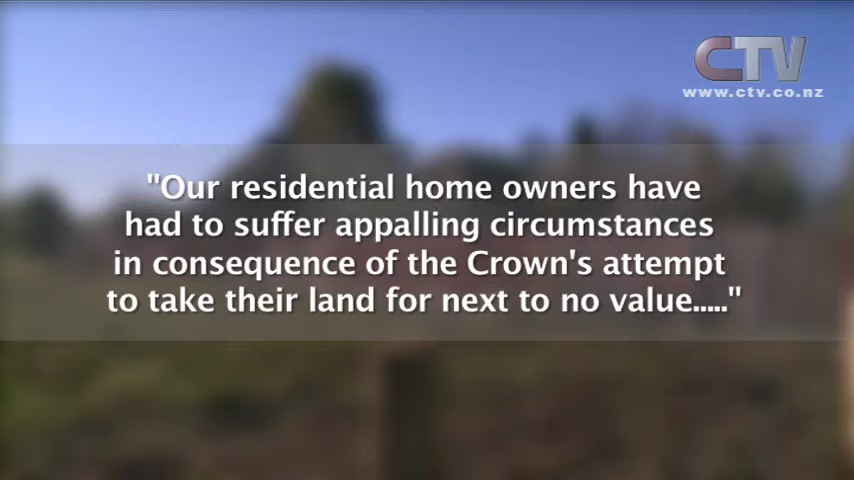 CTV
www.ctv.co.nz
"Our residential home owners have
had to suffer appalling circumstances
in consequence of the Crown's attempt
to take their land for next to no value....."